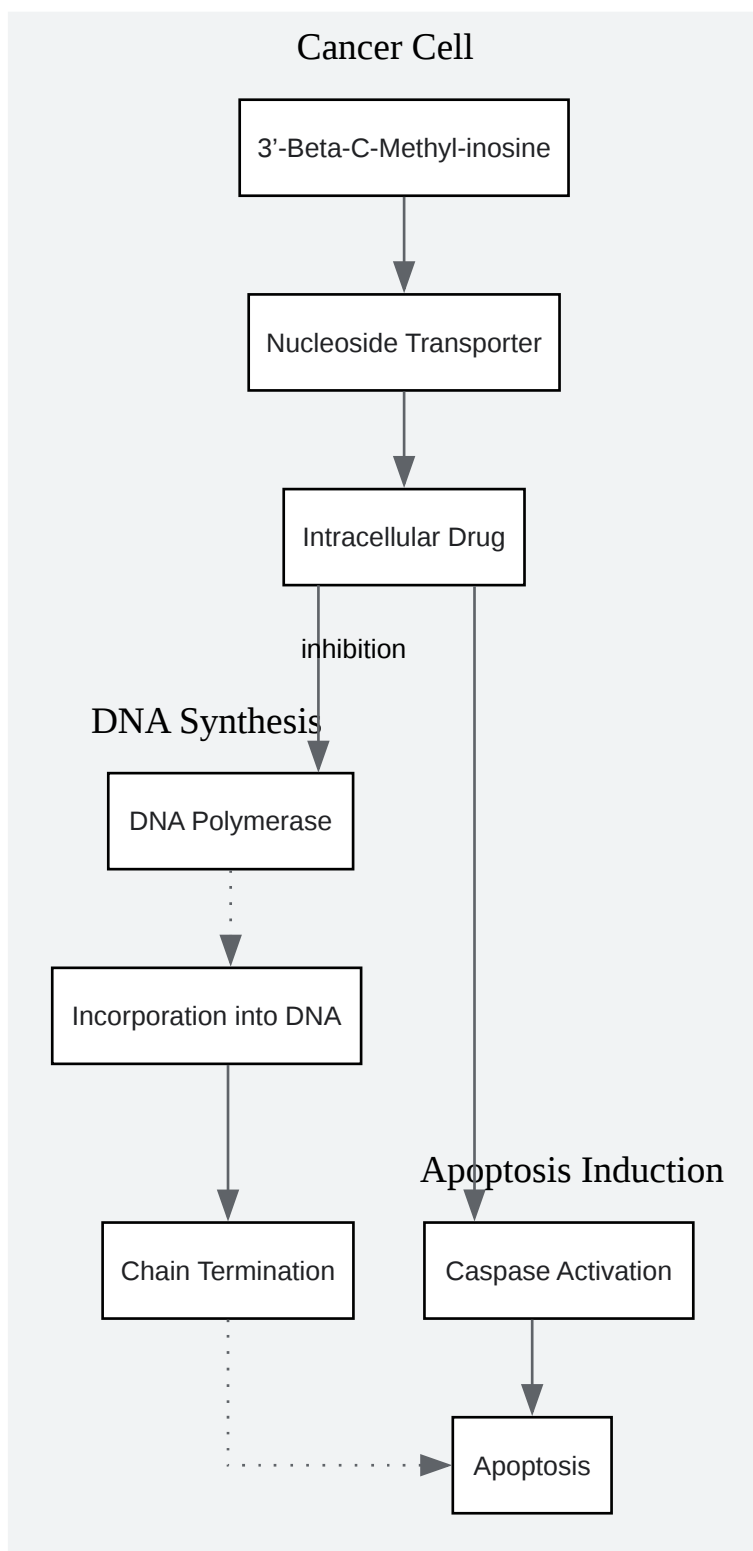 Cancer Cell
3’-Beta-C-Methyl-inosine
Nucleoside Transporter
Intracellular Drug
inhibition
DNA Synthesis
DNA Polymerase
Incorporation into DNA
Apoptosis Induction
Chain Termination
Caspase Activation
Apoptosis